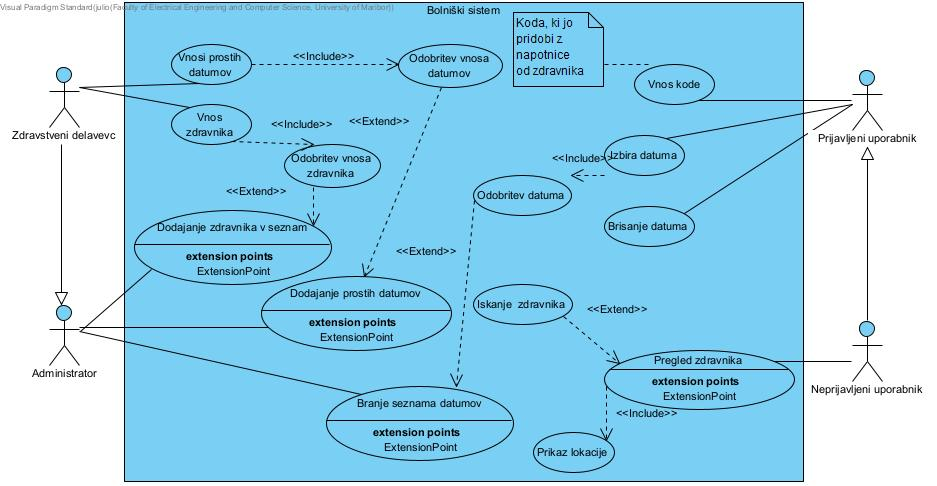 Visual Paradigm Standard(julio(Faculty of Electrical Engineering and Computer Science, University of Maribor))
Bolniški sistem
Koda, ki jo
pridobi z
napotnice
od zdravnika
Vnosi prostih
datumov
<<Include>>
Odobritev vnosa
datumov
Vnos kode
Zdravstveni delavevc
Prijavljeni uporabnik
Vnos
zdravnika
<<Include>>
<<Extend>>
Odobritev vnosa
zdravnika
<<Include>>
Izbira datuma
<<Extend>>
Odobritev datuma
Brisanje datuma
Dodajanje zdravnika v seznam
extension points
ExtensionPoint
<<Extend>>
Dodajanje prostih datumov
extension points
ExtensionPoint
Iskanje zdravnika
<<Extend>>
Administrator
Pregled zdravnika
extension points
ExtensionPoint
Neprijavljeni uporabnik
Branje seznama datumov
extension points
ExtensionPoint
<<Include>>
Prikaz lokacije